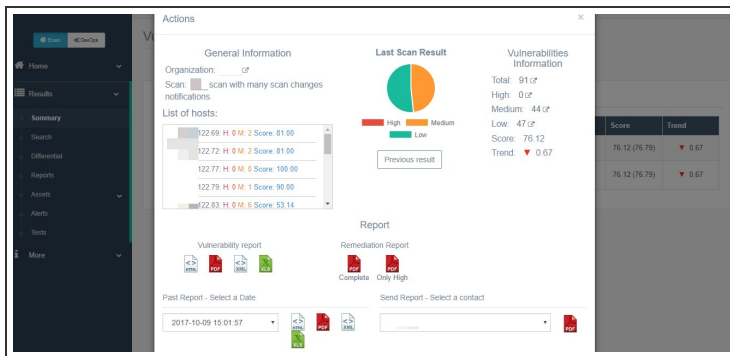 Actions
×
DevOps
Home
Results
Summary
Search
Differential
Reports
Assets
Alerts
Tests
More
General Information
Organization:
Scan: scan with many scan changes
notifications
List of hosts:
122.69: H: 0 M: 2 Score: 81.00
122.72: H: 0 M: 2 Score: 81.00
122.77: H: 0 M: 0 Score: 100.00
122.79: H: 0 M: 1 Score: 90.00
122.83: H: 0 M: 6 Score: 53.14
Last Scan Result
High Medium
Low
Previous result
Vulnerabilities
Information
Total: 91
High: 0
Medium: 44
Low: 47
Score: 76.12
Trend: ▼ 0.67
Score Trend
76.12 (76.79) ▼ 0.67
76.12 (76.79) ▼ 0.67
Report
Vulnerability report
HTML PDF XML XLS
Remediation Report
PDF PDF
Complete Only High
Past Report - Select a Date
2017-10-09 15:01:57
HTML PDF XML
XLS
Send Report - Select a contact
PDF